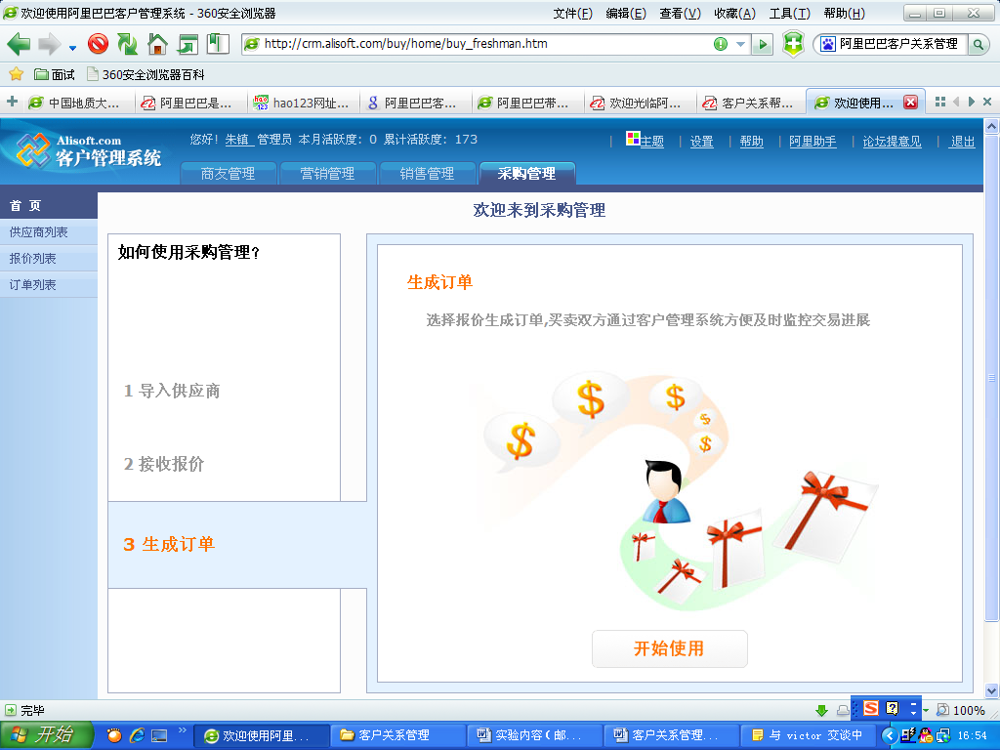 欢迎使用阿里巴巴客户管理系统 - 360安全浏览器
文件(F) 编辑(E) 查看(V) 收藏(A) 工具(T) 帮助(H)
http://crm.alisoft.com/buy/home/buy_freshman.htm
阿里巴巴客户关系管理
面试 360安全浏览器百科
中国地质大... 阿里巴巴是... hao123网址... 阿里巴巴客... 阿里巴巴带... 欢迎光临阿... 客户关系帮... 欢迎使用...
Alisoft.com
客户管理系统
您好! 朱镇 管理员 本月活跃度: 0 累计活跃度: 173
| 主题 | 设置 | 帮助 | 阿里助手 | 论坛提意见 | 退出
商友管理 营销管理 销售管理 采购管理
首 页
供应商列表
报价列表
订单列表
欢迎来到采购管理
如何使用采购管理?
1 导入供应商
2 接收报价
3 生成订单
生成订单
选择报价生成订单,买卖双方通过客户管理系统方便及时监控交易进展
$ $ $ $ $
开始使用
完毕
100%
开始
欢迎使用阿里... 客户关系管理 实验内容(邮... 客户关系管理... 与 victor 交谈中
16:54